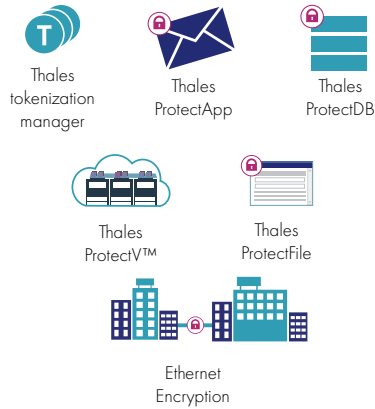 T
Thales
tokenization
manager
Thales
ProtectApp
Thales
ProtectDB
Thales
ProtectV™
Thales
ProtectFile
Ethernet
Encryption